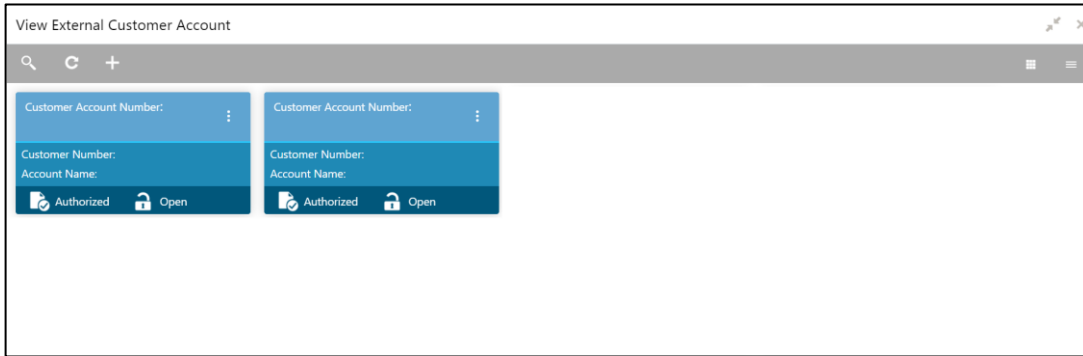 View External Customer Account
Customer Account Number:
Customer Number:
Account Name:
Authorized Open
Customer Account Number:
Customer Number:
Account Name:
Authorized Open